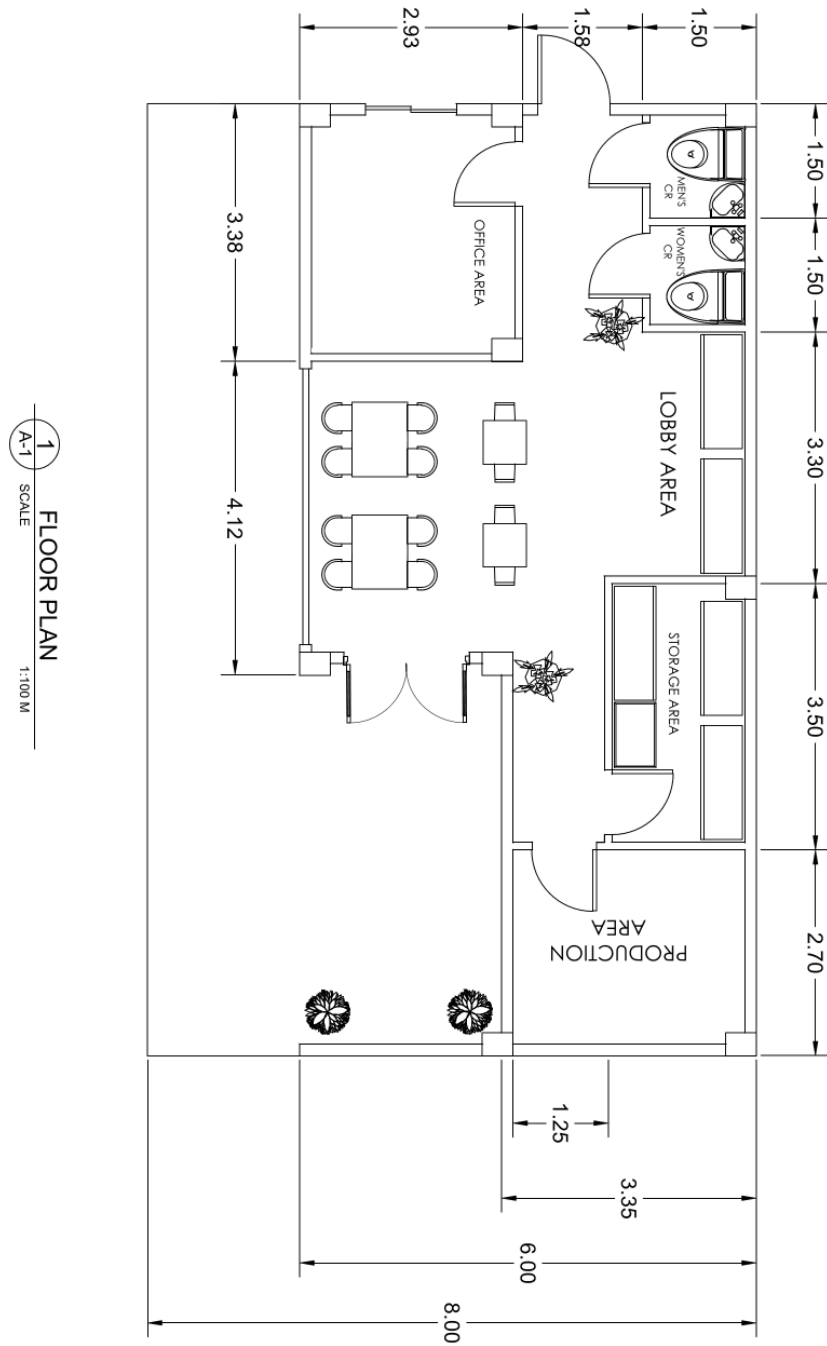 1.50
1.50
3.30
3.50
2.70
1.50
1.58
2.93
MEN'S
CR
WOMEN'S
CR
LOBBY AREA
STORAGE AREA
PRODUCTION
AREA
OFFICE AREA
1.25
3.35
6.00
8.00
3.38
4.12
1
A-1
FLOOR PLAN
SCALE
1:100 M